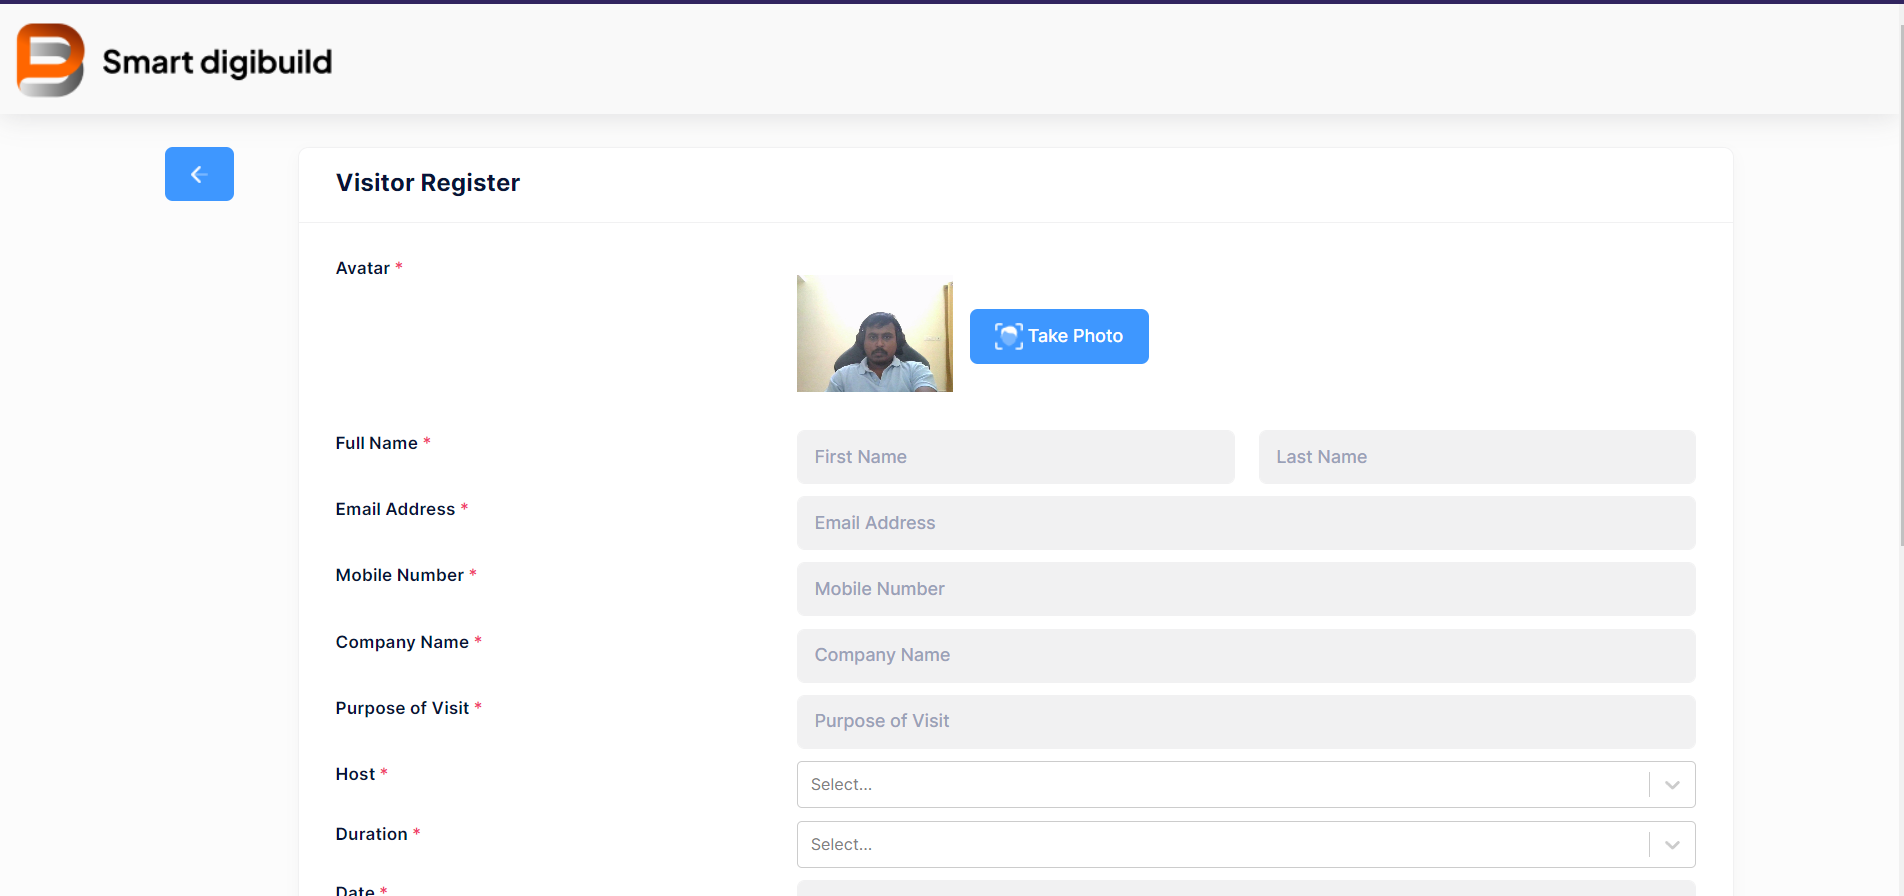 Smart digibuild
Visitor Register
Avatar *
Take Photo
Full Name *
First Name
Last Name
Email Address *
Email Address
Mobile Number *
Mobile Number
Company Name *
Company Name
Purpose of Visit *
Purpose of Visit
Host *
Select...
Duration *
Select...
Date *